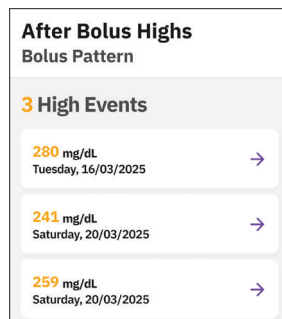 After Bolus Highs
Bolus Pattern
3 High Events
280 mg/dL
Tuesday, 16/03/2025
241 mg/dL
Saturday, 20/03/2025
259 mg/dL
Saturday, 20/03/2025